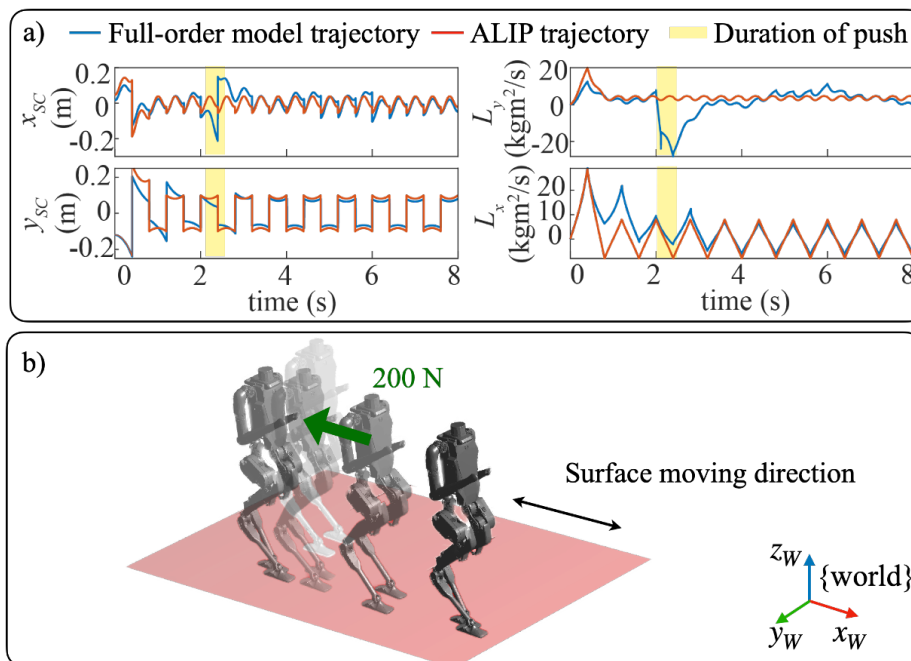 a) Full-order model trajectory ALIP trajectory Duration of push
x_SC (m)
0.2
0
-0.2
L_y (kgm²/s)
20
0
-20
y_SC (m)
0.2
0
-0.2
0 2 4 6 8
time (s)
L_x (kgm²/s)
20
10
0
0 2 4 6 8
time (s)
b)
200 N
Surface moving direction
z_W
{world}
y_W x_W